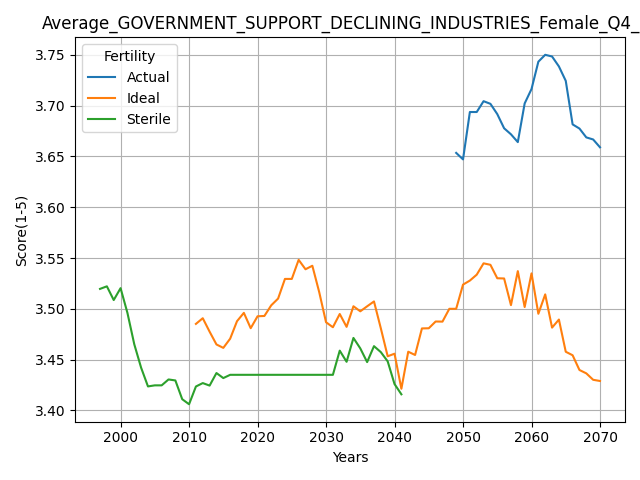 Average_GOVERNMENT_SUPPORT_DECLINING_INDUSTRIES_Female_Q4_
Fertility
Actual
Ideal
Sterile
3.75
3.70
3.65
3.60
3.55
3.50
3.45
3.40
Score(1-5)
2000 2010 2020 2030 2040 2050 2060 2070
Years